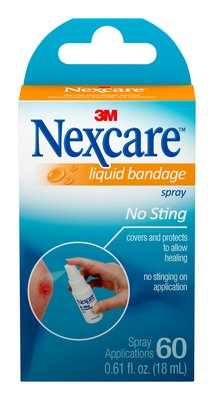 3M
Nexcare™
liquid bandage
spray
No Sting
covers and protects
to allow
healing
no stinging on
application
Spray
Applications 60
0.61 fl. oz. (18 mL)